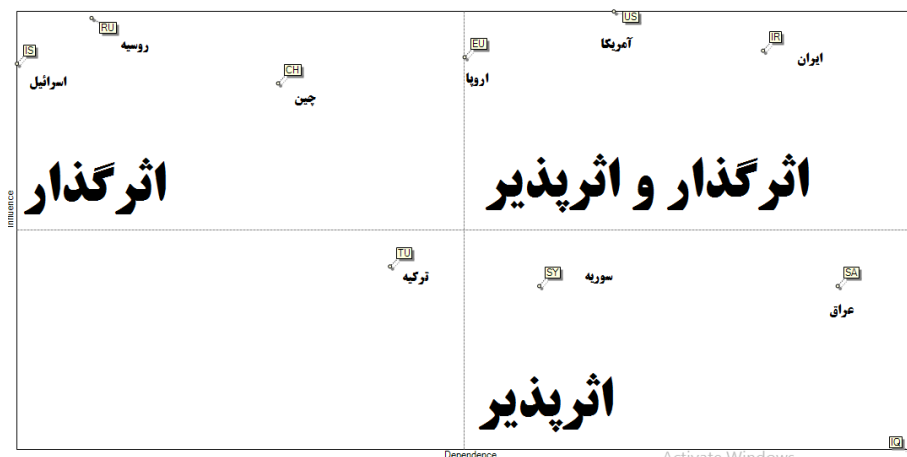 US
RU
روسیه
آمریکا
EU
IR
ایران
IS
اسرائیل
اروپا
CH
چین
اثرگذار
اثرگذار و اثرپذیر
Influence
TU
ترکیه
SY
سوریه
SA
عراق
اثرپذیر
IQ
Dependence
Activate Windows